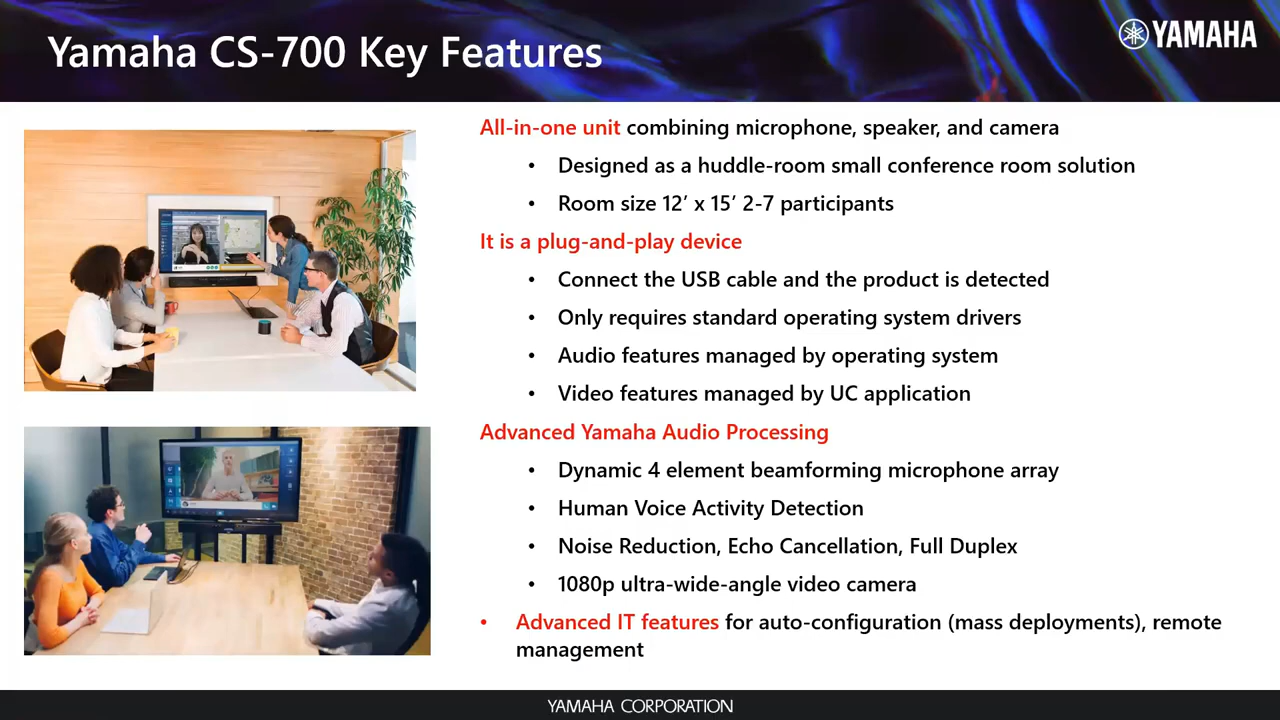 Yamaha CS-700 Key Features
YAMAHA
All-in-one unit combining microphone, speaker, and camera
• Designed as a huddle-room small conference room solution
• Room size 12’ x 15’ 2-7 participants
It is a plug-and-play device
• Connect the USB cable and the product is detected
• Only requires standard operating system drivers
• Audio features managed by operating system
• Video features managed by UC application
Advanced Yamaha Audio Processing
• Dynamic 4 element beamforming microphone array
• Human Voice Activity Detection
• Noise Reduction, Echo Cancellation, Full Duplex
• 1080p ultra-wide-angle video camera
• Advanced IT features for auto-configuration (mass deployments), remote
management
YAMAHA CORPORATION